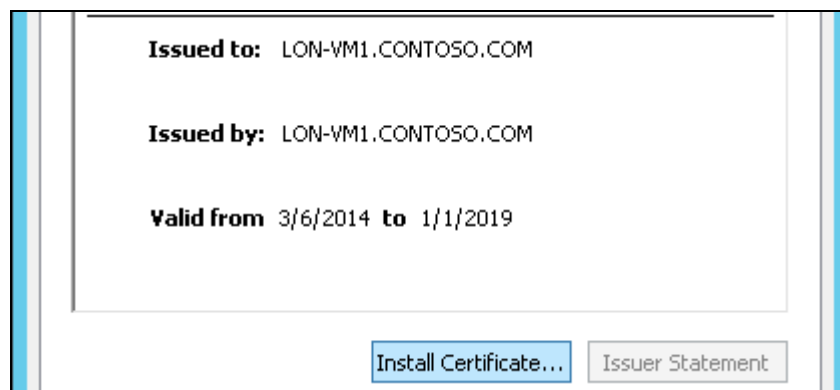 Issued to: LON-VM1.CONTOSO.COM
Issued by: LON-VM1.CONTOSO.COM
Valid from 3/6/2014 to 1/1/2019
Install Certificate... Issuer Statement